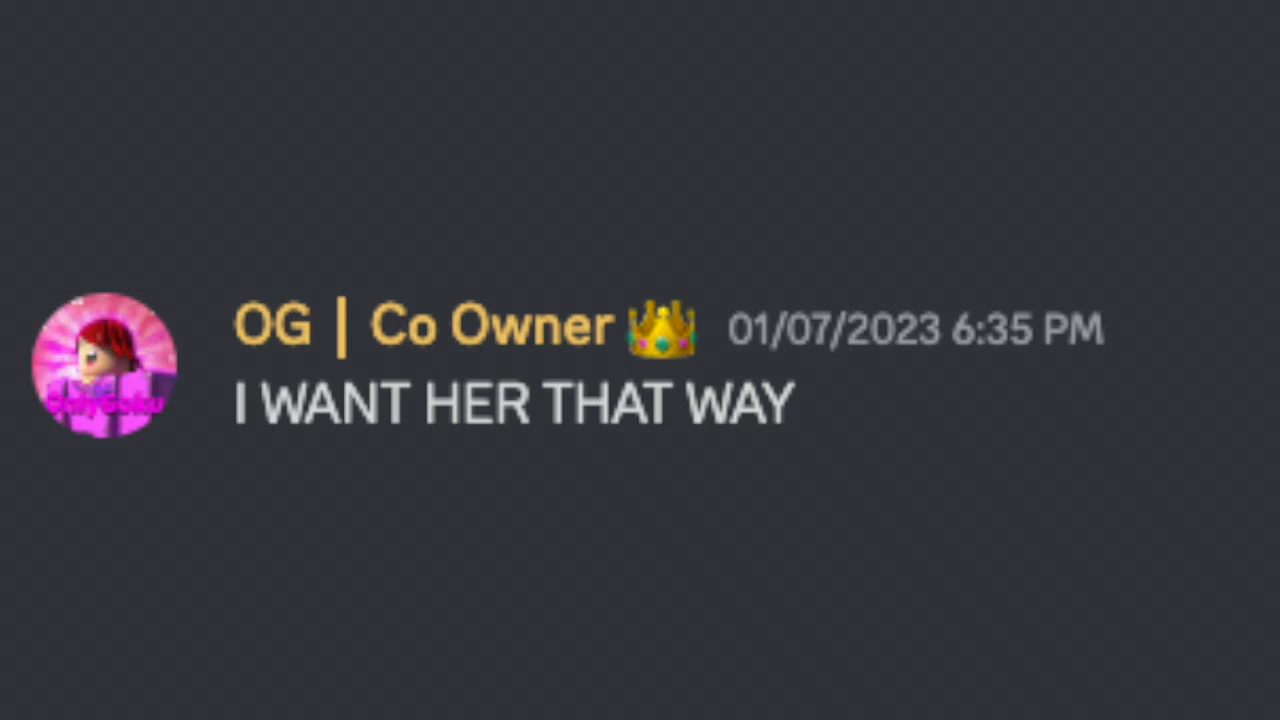 OG | Co Owner 👑 01/07/2023 6:35 PM
I WANT HER THAT WAY